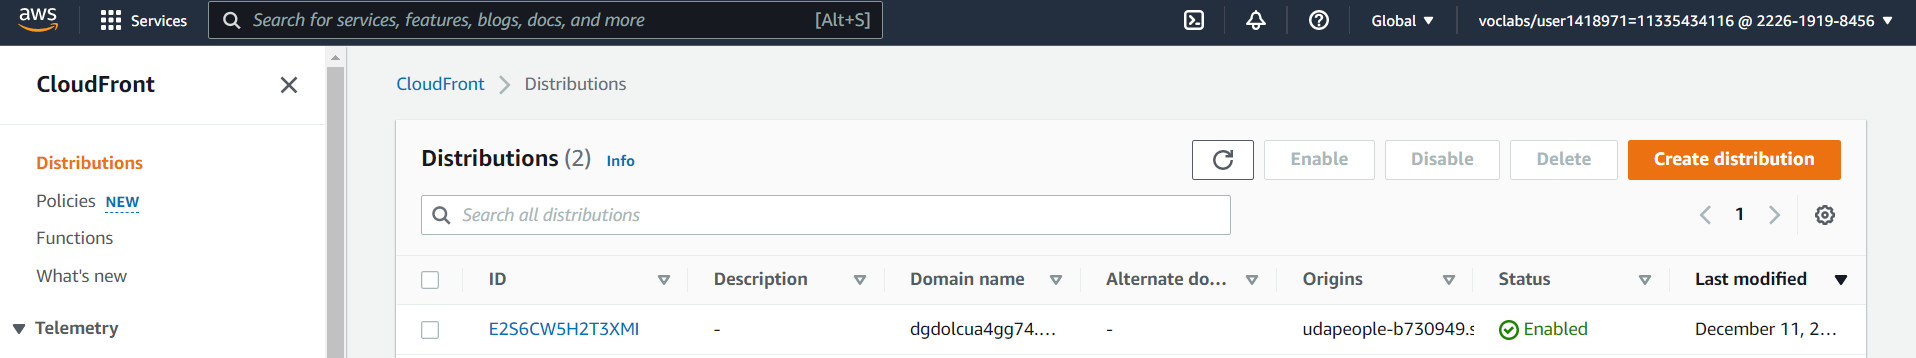 aws Services Search for services, features, blogs, docs, and more [Alt+S] Global voclabs/user1418971=11335434116 @ 2226-1919-8456
CloudFront
CloudFront Distributions
Distributions (2) Info Enable Disable Delete Create distribution
Distributions
Policies NEW
Search all distributions 1
Functions
What's new
ID Description Domain name Alternate do... Origins Status Last modified
Telemetry
E2S6CW5H2T3XMI - dgdolcua4gg74.... - udapeople-b730949.s Enabled December 11, 2...